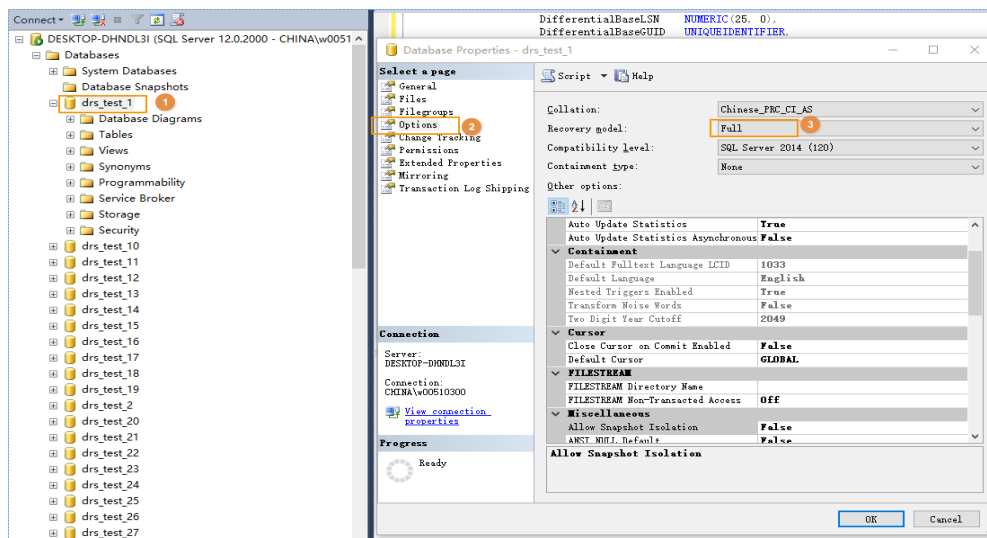 Connect
DESKTOP-DHNDL3I (SQL Server 12.0.2000 - CHINA\w0051
Databases
System Databases
Database Snapshots
drs_test_1
1
Database Diagrams
Tables
Views
Synonyms
Programmability
Service Broker
Storage
Security
drs_test_10
drs_test_11
drs_test_12
drs_test_13
drs_test_14
drs_test_15
drs_test_16
drs_test_17
drs_test_18
drs_test_19
drs_test_2
drs_test_20
drs_test_21
drs_test_22
drs_test_23
drs_test_24
drs_test_25
drs_test_26
drs_test_27
DifferentialBaseLSN NUMERIC(25, 0),
DifferentialBaseGUID UNIQUEIDENTIFIER,
Database Properties - drs_test_1
Select a page
General
Files
Filegroups
Options
2
Change Tracking
Permissions
Extended Properties
Mirroring
Transaction Log Shipping
Connection
Server:
DESKTOP-DHNDL3I
Connection:
CHINA\w00510300
View connection
properties
Progress
Ready
Script Help
Collation: Chinese_PRC_CI_AS
Recovery model: Full
3
Compatibility level: SQL Server 2014 (120)
Containment type: None
Other options:
Auto Update Statistics True
Auto Update Statistics Asynchronous False
Containment
Default Fulltext Language LCID 1033
Default Language English
Nested Triggers Enabled True
Transform Noise Words False
Two Digit Year Cutoff 2049
Cursor
Close Cursor on Commit Enabled False
Default Cursor GLOBAL
FILESTREAM
FILESTREAM Directory Name
FILESTREAM Non-Transacted Access Off
Miscellaneous
Allow Snapshot Isolation False
ANSI NULL Default False
Allow Snapshot Isolation
OK Cancel